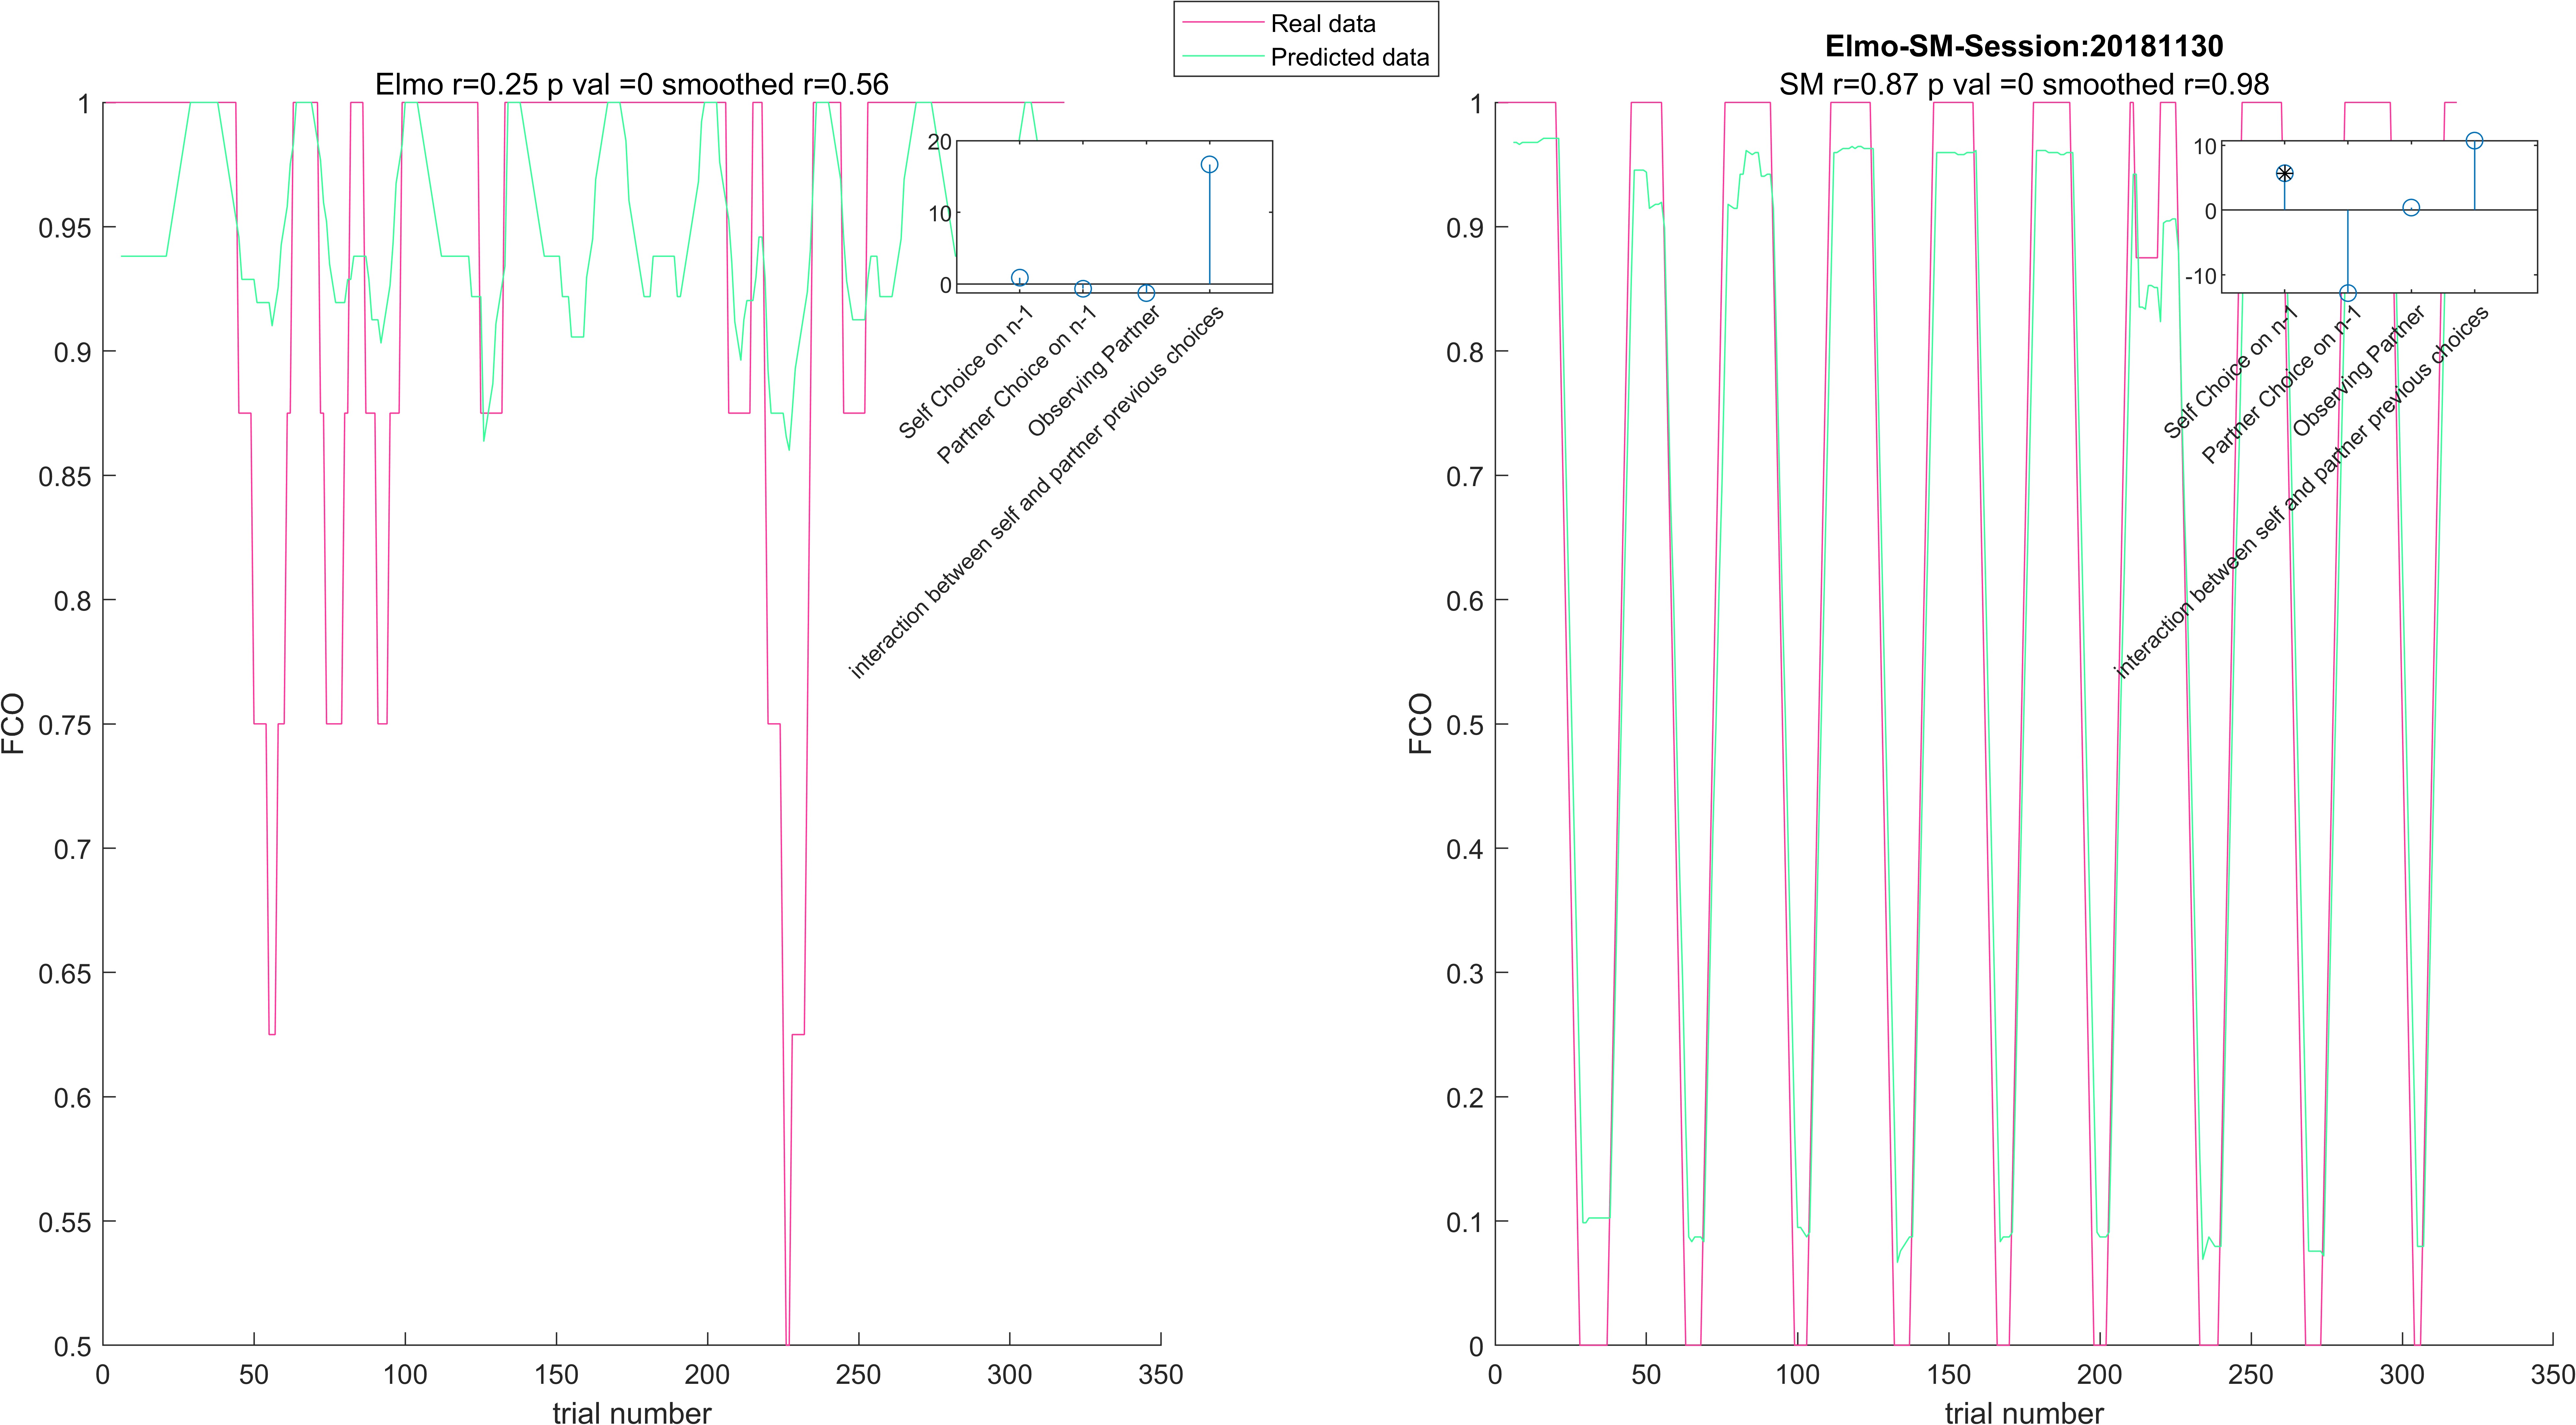 Real data
Predicted data
Elmo r=0.25 p val =0 smoothed r=0.56
1
0.95
0.9
0.85
0.8
0.75
0.7
0.65
0.6
0.55
0.5
FCO
0
50
100
150
200
250
300
350
trial number
20
10
0
Self Choice on n-1
Partner Choice on n-1
Observing Partner
interaction between self and partner previous choices
Elmo-SM-Session:20181130
SM r=0.87 p val =0 smoothed r=0.98
1
0.9
0.8
0.7
0.6
0.5
0.4
0.3
0.2
0.1
0
FCO
0
50
100
150
200
250
300
350
trial number
10
0
-10
Self Choice on n-1
Partner Choice on n-1
Observing Partner
interaction between self and partner previous choices